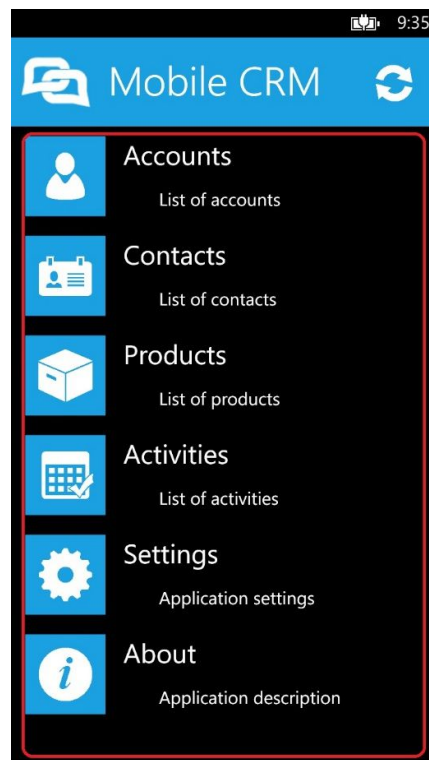 9:35
Mobile CRM
Accounts
List of accounts
Contacts
List of contacts
Products
List of products
Activities
List of activities
Settings
Application settings
About
Application description